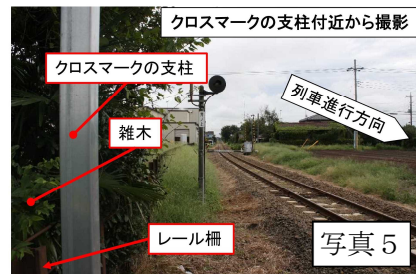 クロスマークの支柱付近から撮影
クロスマークの支柱
列車進行方向
雑木
レール柵
写真5